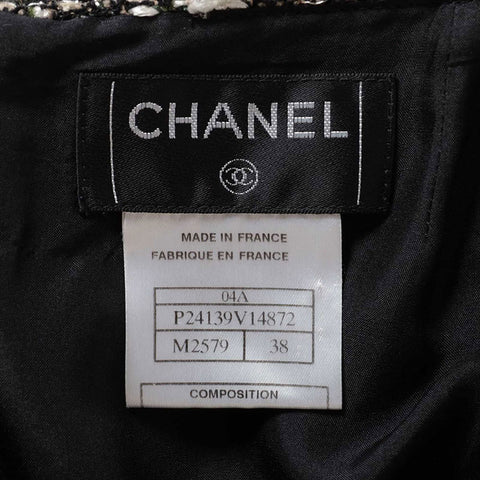 CHANEL
MADE IN FRANCE
FABRIQUE EN FRANCE
04A
P24139V14872
M2579 38
COMPOSITION